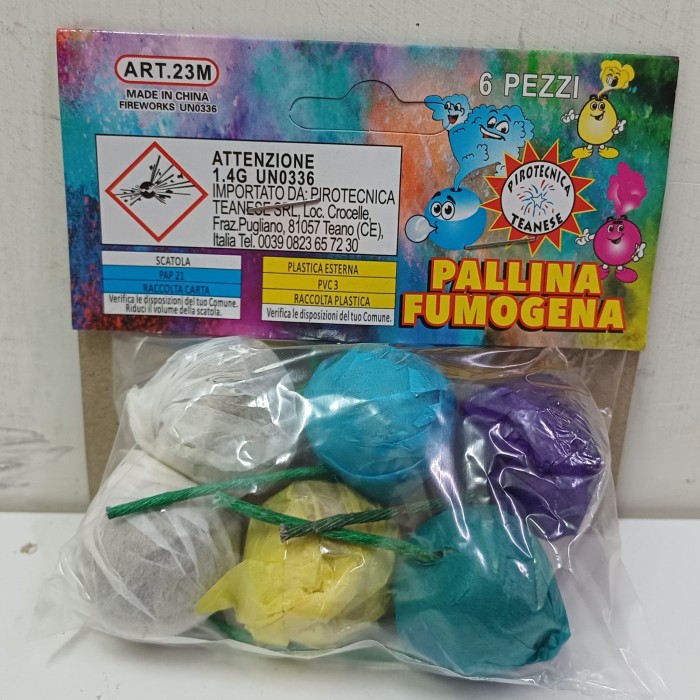 ART.23M
MADE IN CHINA
FIREWORKS UN0336
6 PEZZI
ATTENZIONE
1.4G UN0336
IMPORTATO DA: PIROTECNICA
TEANESE SRL, Loc. Crocelle,
Fraz.Pugliano, 81057 Teano (CE),
Italia Tel. 0039 0823 65 72 30
PIROTECNICA
TEANESE
SCATOLA
PAP 21
RACCOLTA CARTA
Verifica le disposizioni del tuo Comune.
Riduci il volume della scatola.
PLASTICA ESTERNA
PVC 3
RACCOLTA PLASTICA
Verifica le disposizioni del tuo Comune.
PALLINA
FUMOGENA